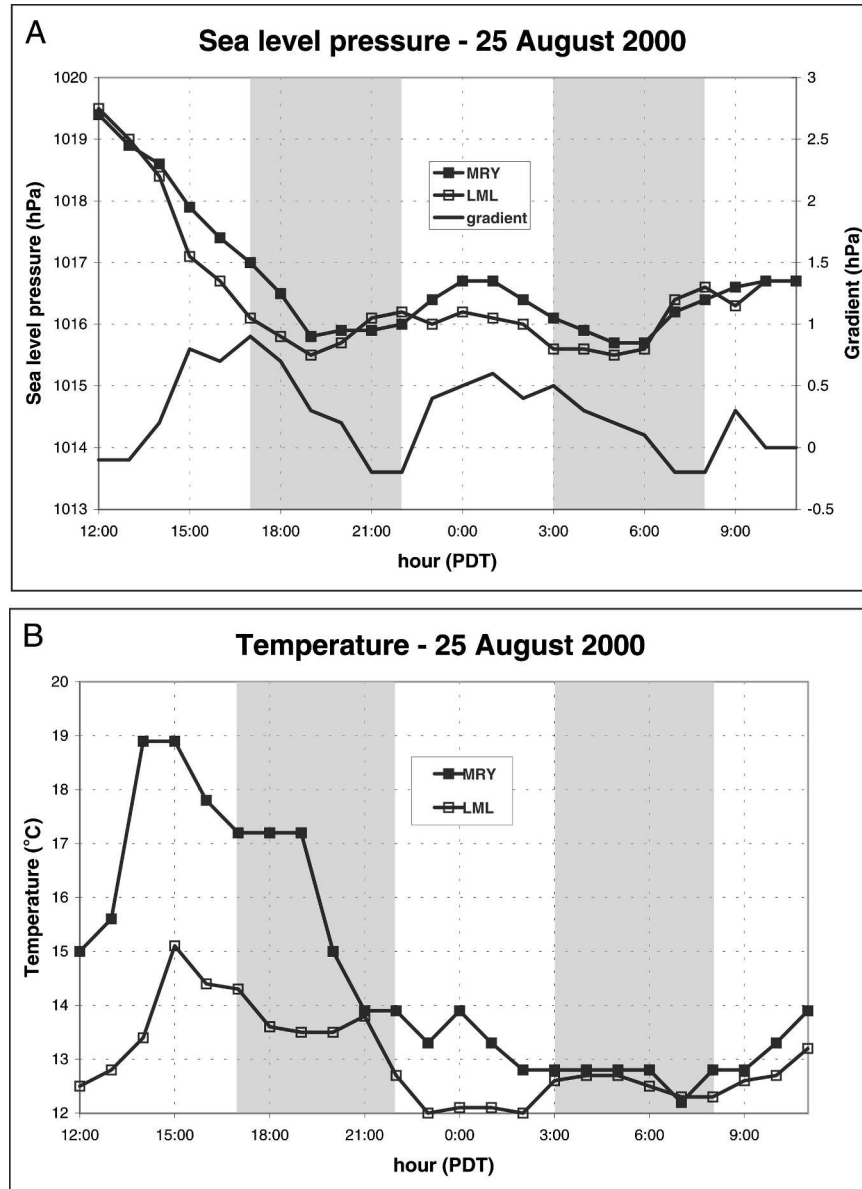 A
Sea level pressure - 25 August 2000
1020
1019
1018
1017
1016
1015
1014
1013
Sea level pressure (hPa)
MRY
LML
gradient
3
2.5
2
1.5
1
0.5
0
-0.5
Gradient (hPa)
12:00 15:00 18:00 21:00 0:00 3:00 6:00 9:00
hour (PDT)
B
Temperature - 25 August 2000
20
19
18
17
16
15
14
13
12
Temperature (°C)
MRY
LML
12:00 15:00 18:00 21:00 0:00 3:00 6:00 9:00
hour (PDT)